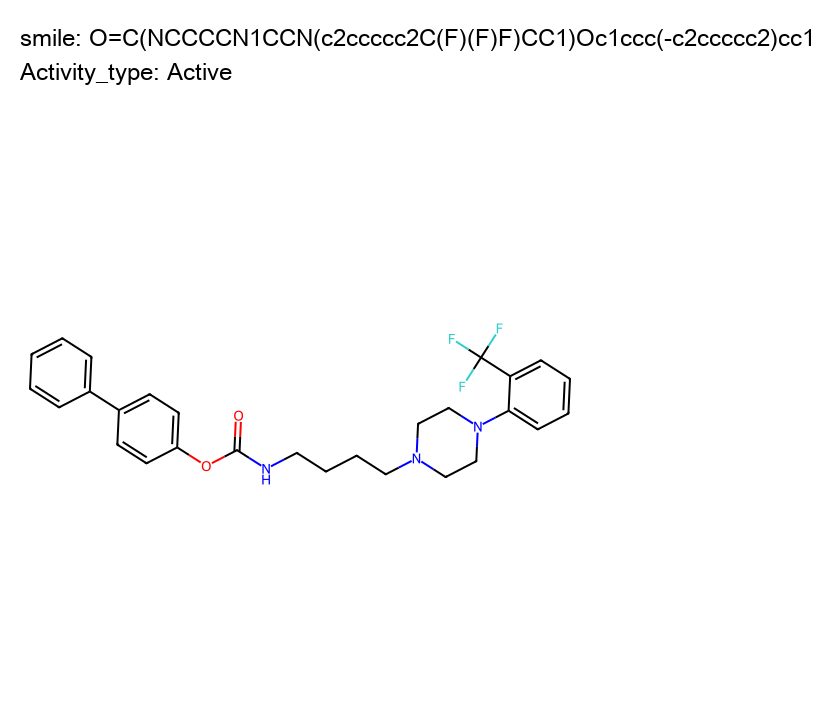 smile: O=C(NCCCCN1CCN(c2ccccc2C(F)(F)F)CC1)Oc1ccc(-c2ccccc2)cc1
Activity_type: Active
F
F
F
O
N
N
O
N
H